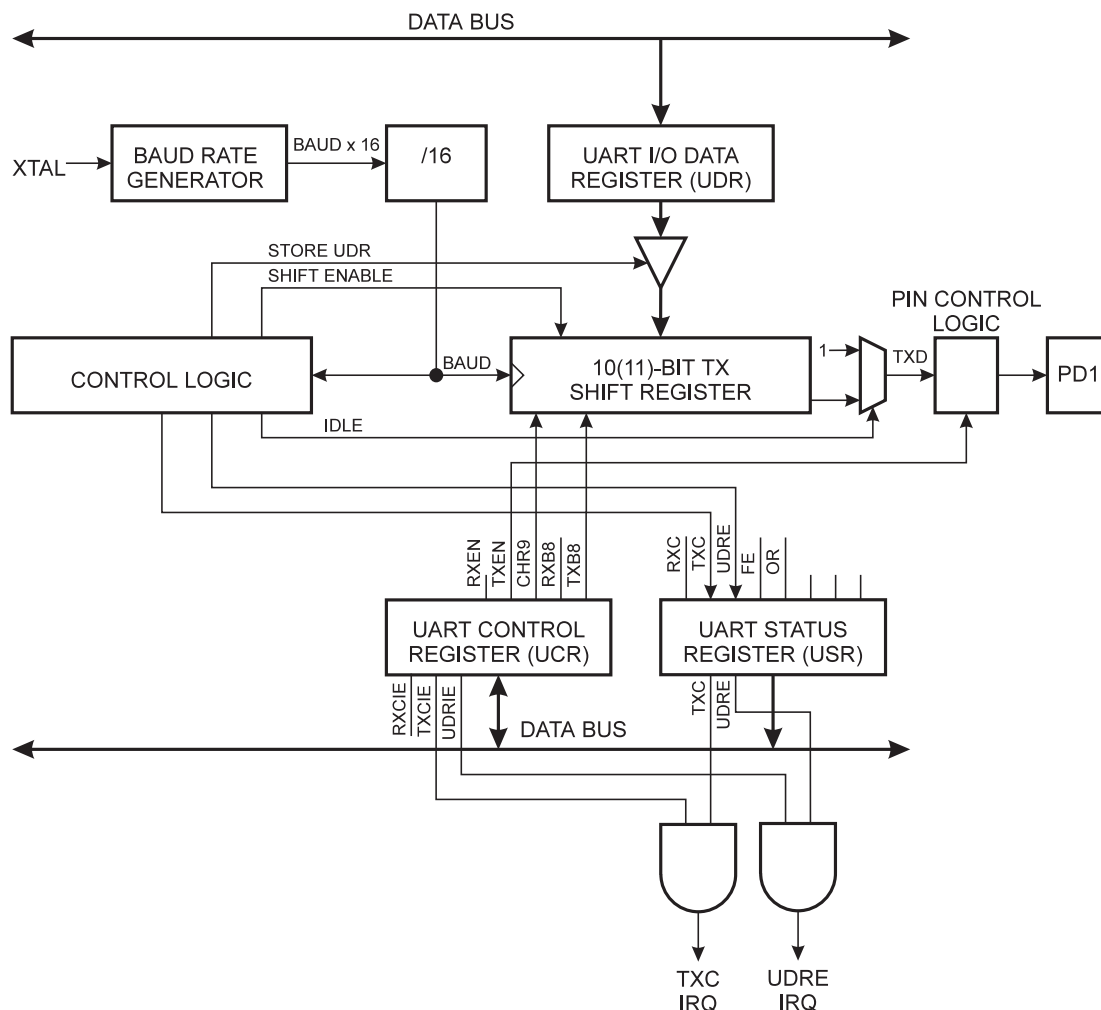 DATA BUS
XTAL
BAUD RATE
GENERATOR
BAUD x 16
/16
UART I/O DATA
REGISTER (UDR)
STORE UDR
SHIFT ENABLE
PIN CONTROL
LOGIC
CONTROL LOGIC
BAUD
10(11)-BIT TX
SHIFT REGISTER
1
TXD
PD1
IDLE
RXEN
TXEN
CHR9
RXB8
TXB8
RXC
TXC
UDRE
FE
OR
UART CONTROL
REGISTER (UCR)
UART STATUS
REGISTER (USR)
RXCIE
TXCIE
UDRIE
TXC
UDRE
DATA BUS
TXC
IRQ
UDRE
IRQ